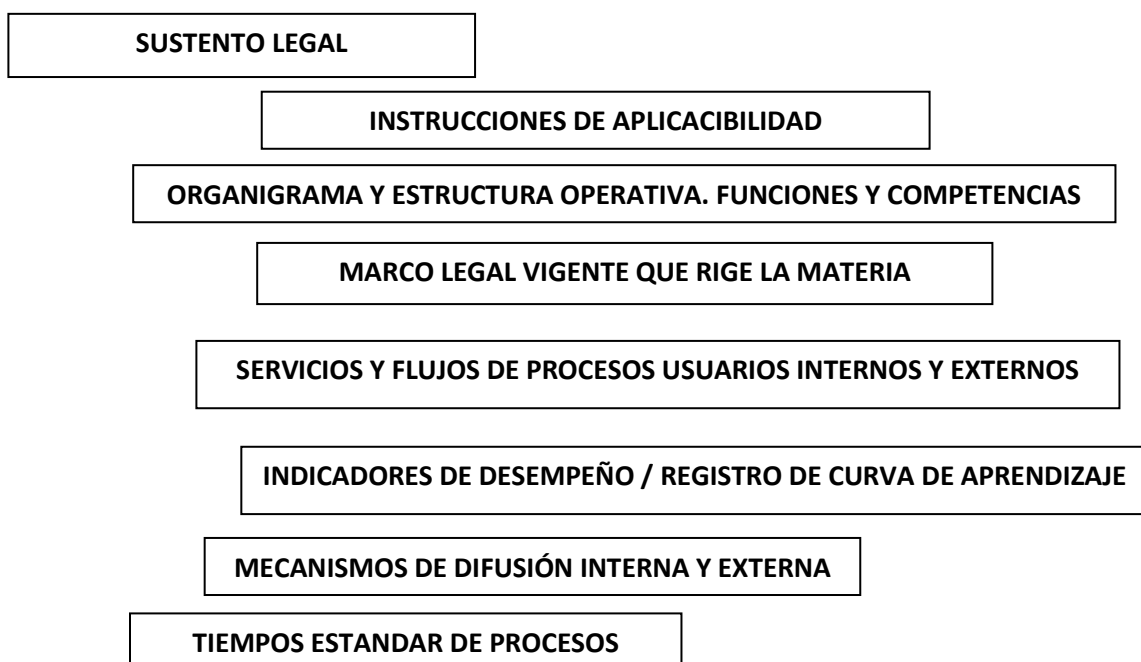 SUSTENTO LEGAL
INSTRUCCIONES DE APLICACIBILIDAD
ORGANIGRAMA Y ESTRUCTURA OPERATIVA. FUNCIONES Y COMPETENCIAS
MARCO LEGAL VIGENTE QUE RIGE LA MATERIA
SERVICIOS Y FLUJOS DE PROCESOS USUARIOS INTERNOS Y EXTERNOS
INDICADORES DE DESEMPEÑO / REGISTRO DE CURVA DE APRENDIZAJE
MECANISMOS DE DIFUSIÓN INTERNA Y EXTERNA
TIEMPOS ESTANDAR DE PROCESOS